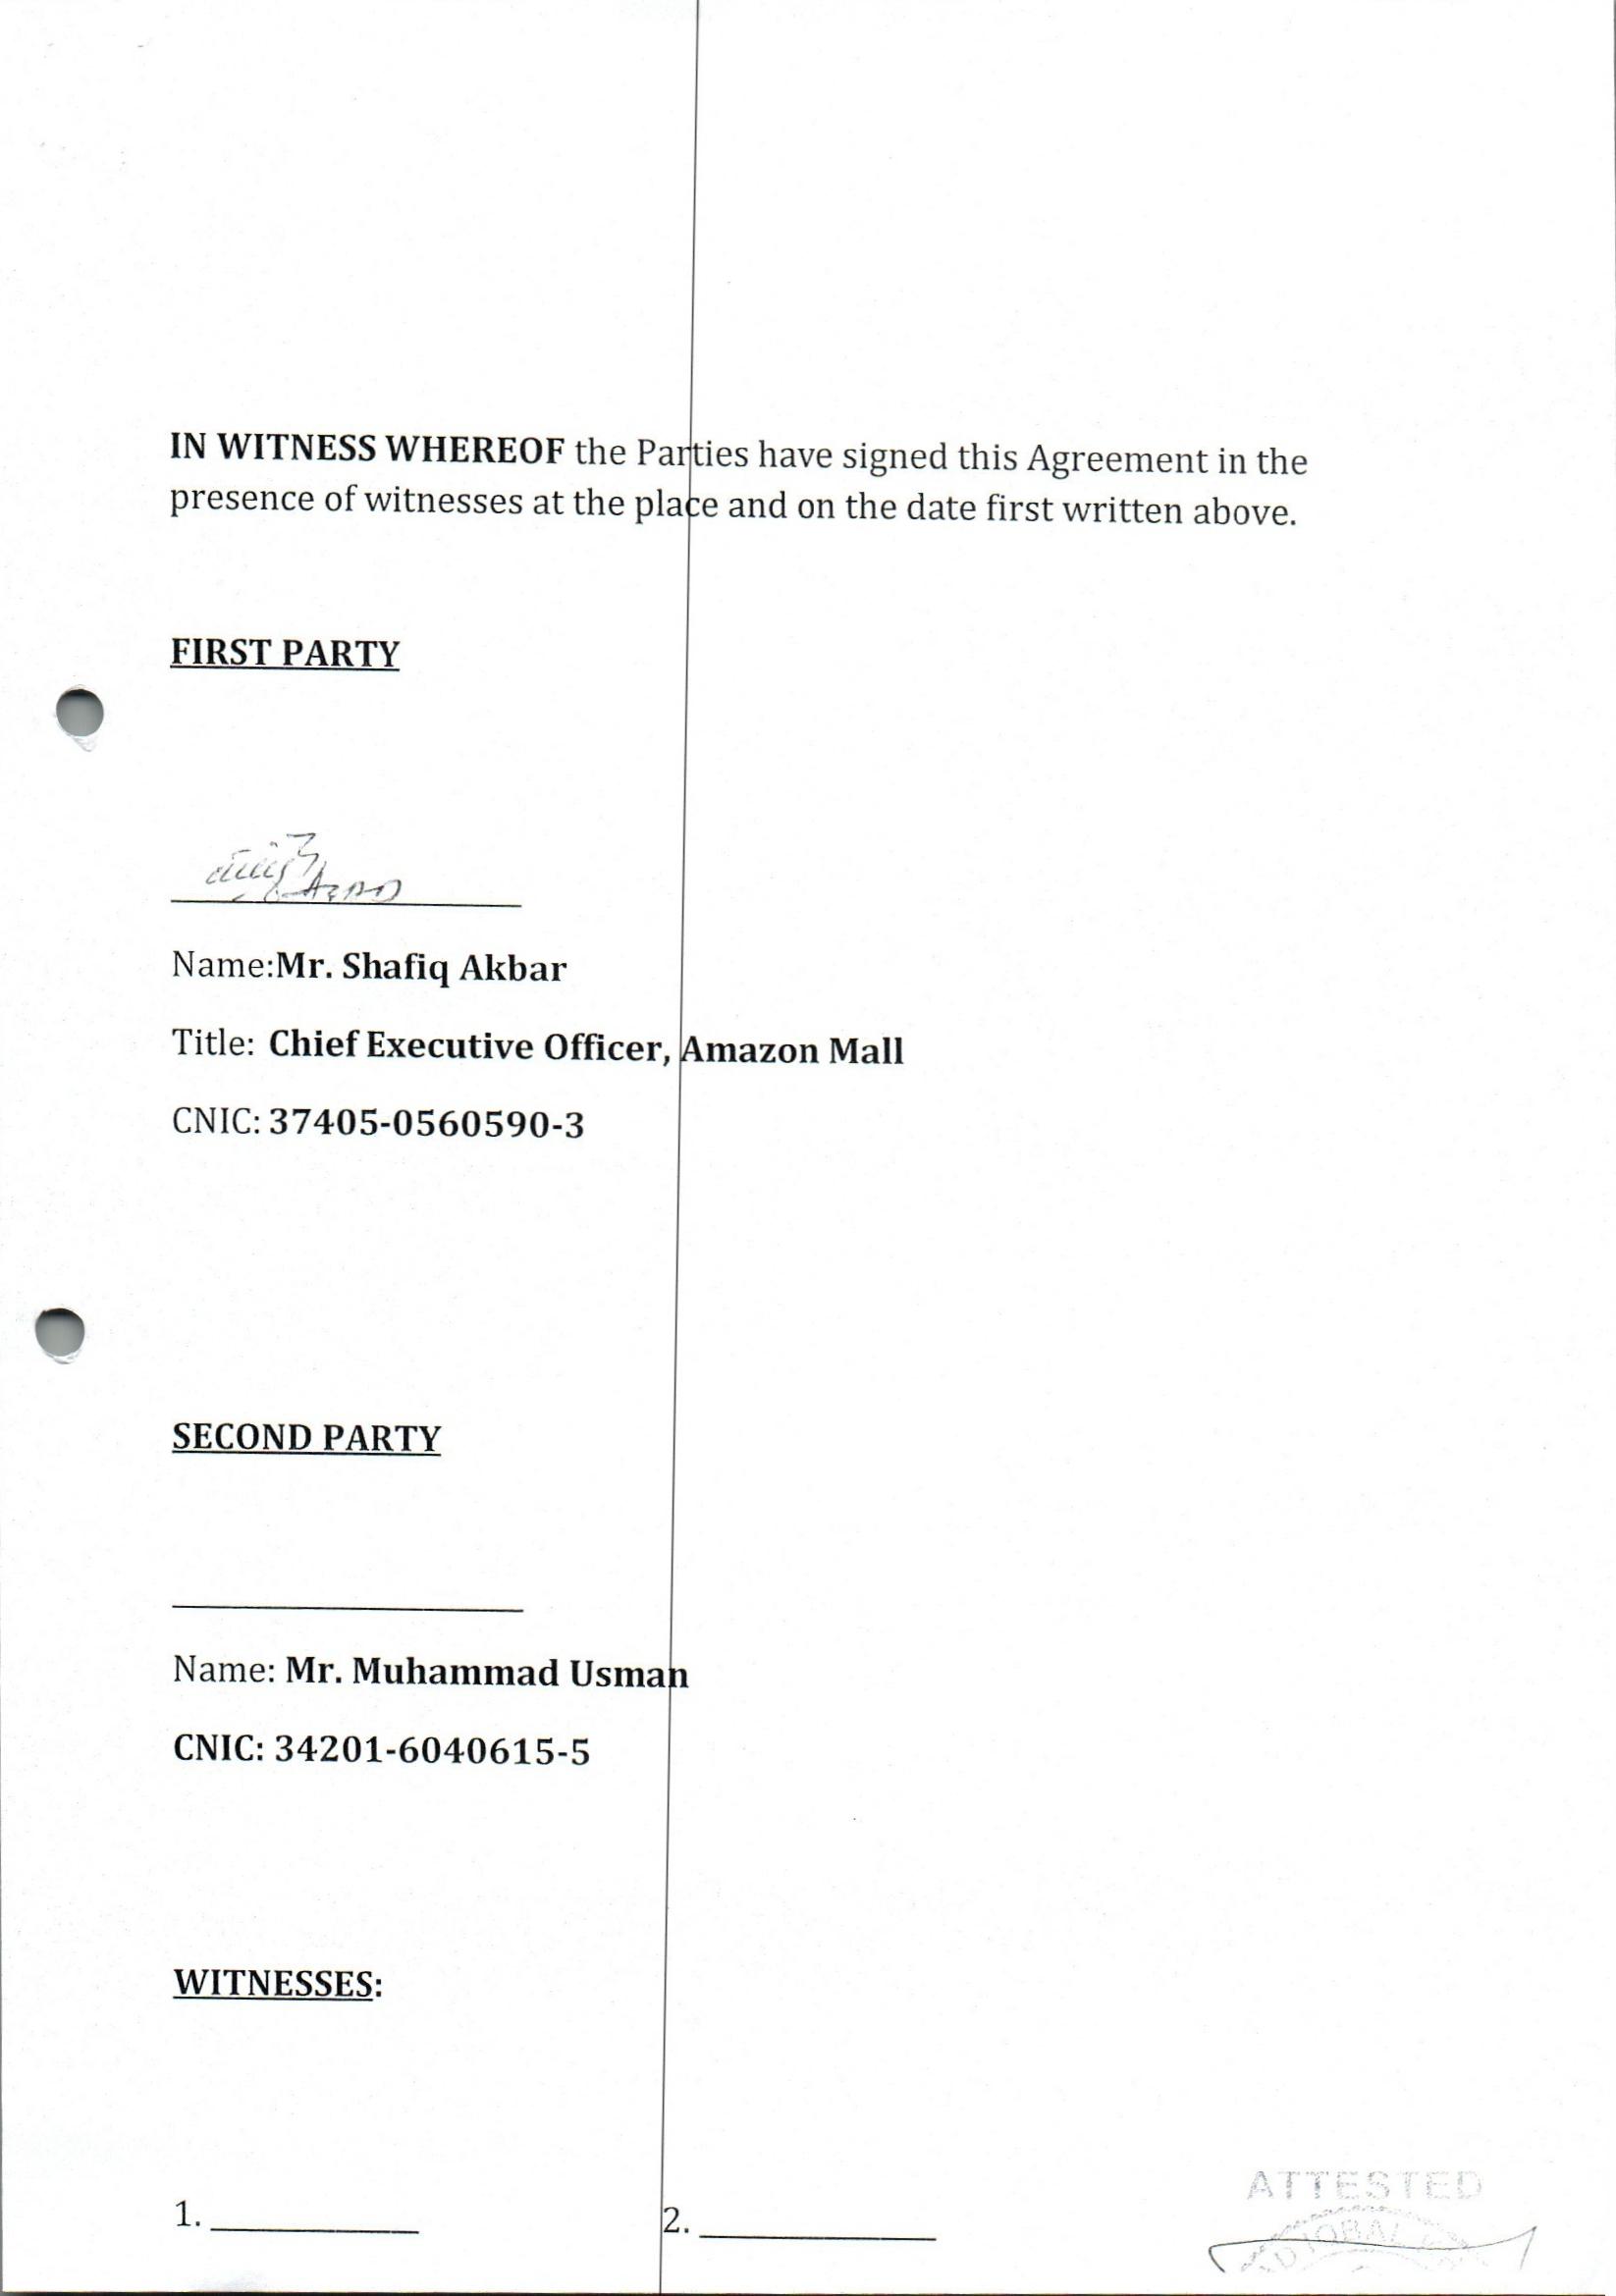 IN WITNESS WHEREOF the Parties have signed this Agreement in the
presence of witnesses at the place and on the date first written above.
FIRST PARTY
Name:Mr. Shafiq Akbar
Title: Chief Executive Officer, Amazon Mall
CNIC: 37405-0560590-3
SECOND PARTY
Name: Mr. Muhammad Usman
CNIC: 34201-6040615-5
WITNESSES:
1. ____________ 2. ____________
ATTESTED
IQBAL